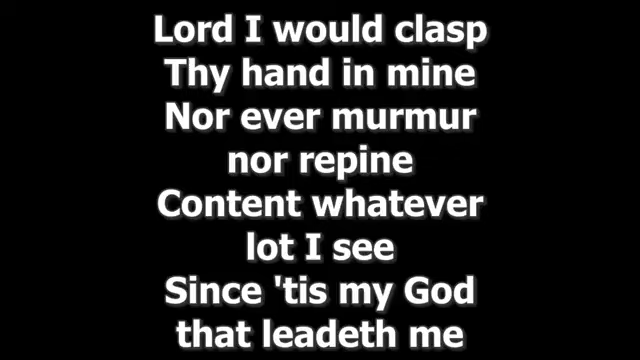 Lord I would clasp
Thy hand in mine
Nor ever murmur
nor repine
Content whatever
lot I see
Since 'tis my God
that leadeth me